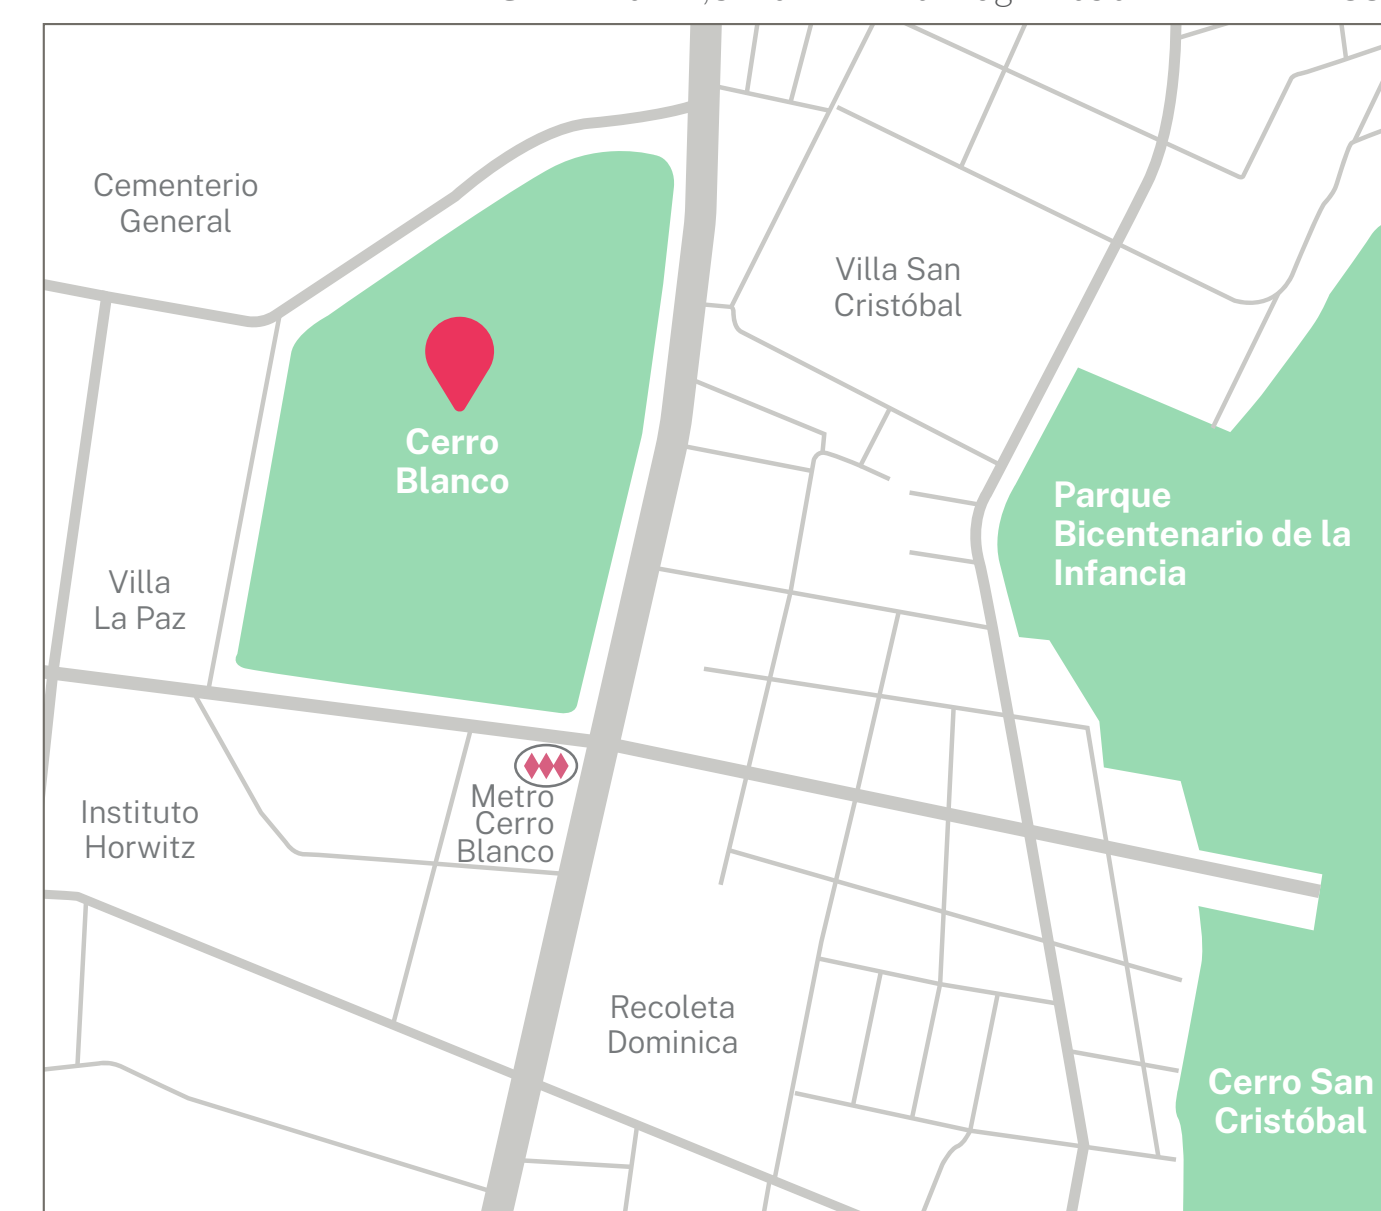 Cementerio
General
Villa San
Cristóbal
Cerro
Blanco
Parque
Bicentenario de la
Infancia
Villa
La Paz
Instituto
Horwitz
Metro
Cerro
Blanco
Recoleta
Dominica
Cerro San
Cristóbal